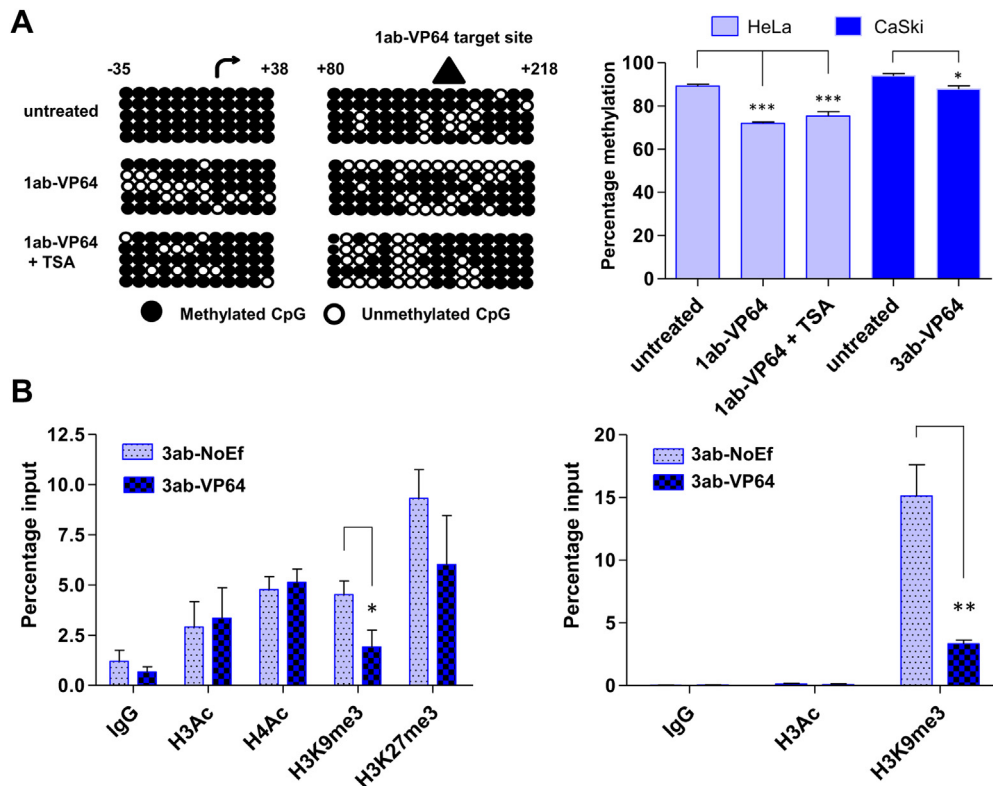 A
1ab-VP64 target site
-35 +38 +80 +218
untreated
1ab-VP64
1ab-VP64
+ TSA
Methylated CpG Unmethylated CpG
HeLa CaSki
Percentage methylation
100
80
60
40
20
0
*** *** *
untreated
1ab-VP64
1ab-VP64 + TSA
untreated
3ab-VP64
B
Percentage input
12.5
10.0
7.5
5.0
2.5
0.0
3ab-NoEf
3ab-VP64
*
IgG
H3Ac
H4Ac
H3K9me3
H3K27me3
Percentage input
20
15
10
5
0
3ab-NoEf
3ab-VP64
**
IgG
H3Ac
H3K9me3